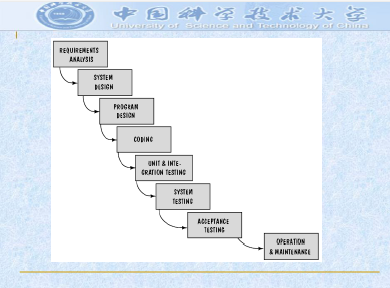 中国科学技术大学
University of Science and Technology of China
REQUIREMENTS
ANALYSIS
SYSTEM
DESIGN
PROGRAM
DESIGN
CODING
UNIT & INTE-
GRATION TESTING
SYSTEM
TESTING
ACCEPTANCE
TESTING
OPERATION
& MAINTENANCE